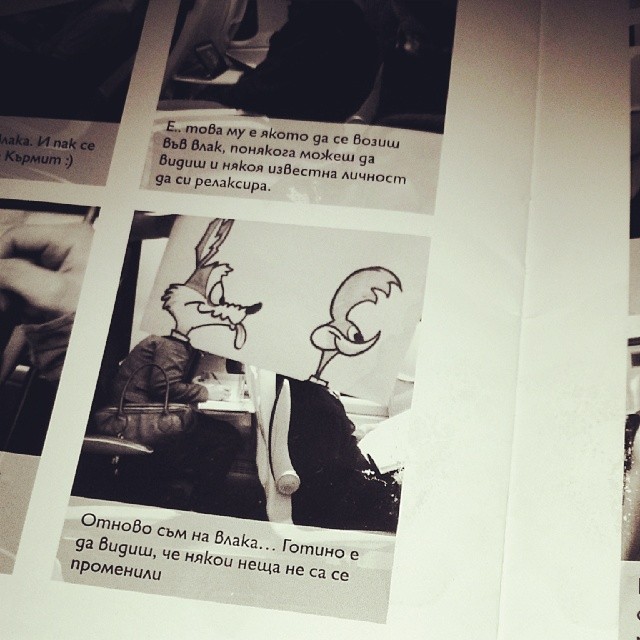 влака. И пак се
Кърмит :)
Е.. това му е якото да се возиш
във влак, понякога можеш да
видиш и някоя известна личност
да си релаксира.
Отново съм на влака... Готино е
да видиш, че някои неща не са се
променили